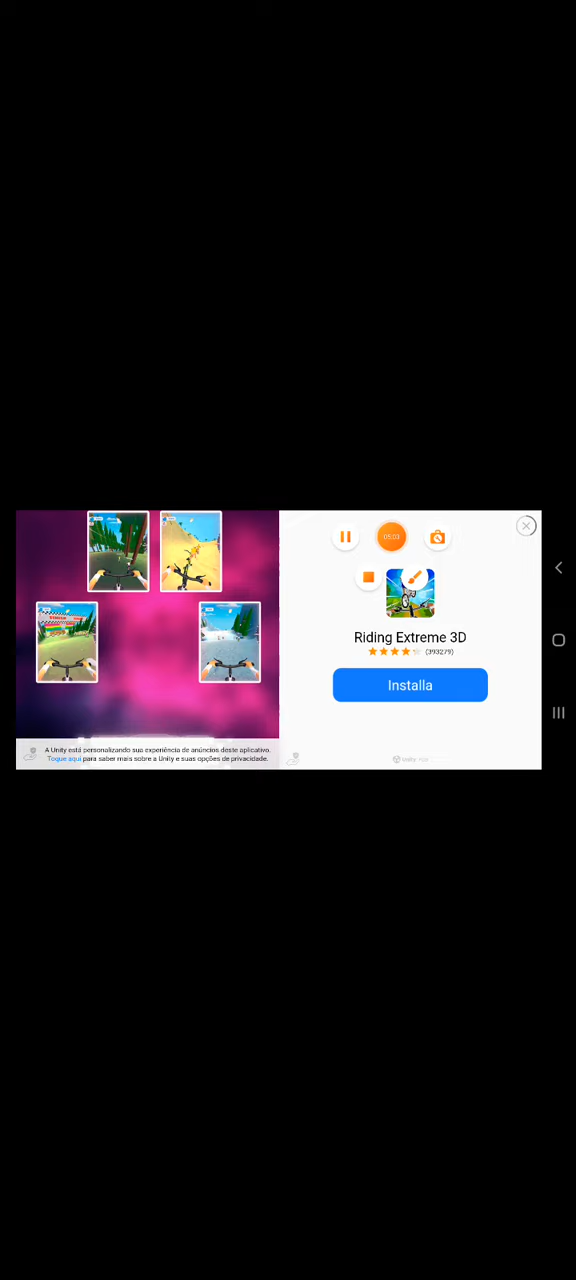 05:03
Riding Extreme 3D
(393279)
Installa
A Unity está personalizando sua experiência de anúncios deste aplicativo.
Toque aqui para saber mais sobre a Unity e suas opções de privacidade.
Unity